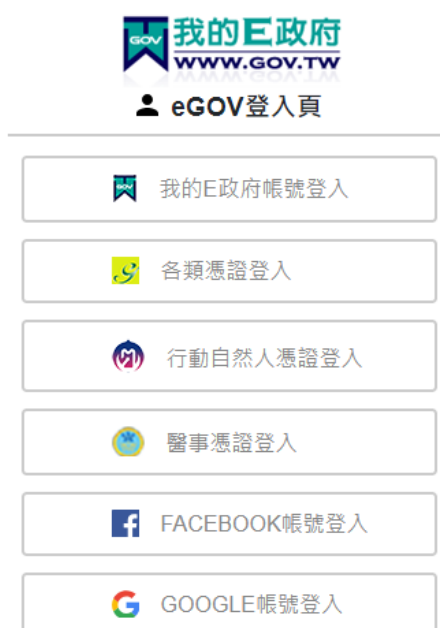 GOV 我的E政府
WWW.GOV.TW
eGOV登入頁
我的E政府帳號登入
各類憑證登入
行動自然人憑證登入
醫事憑證登入
FACEBOOK帳號登入
GOOGLE帳號登入